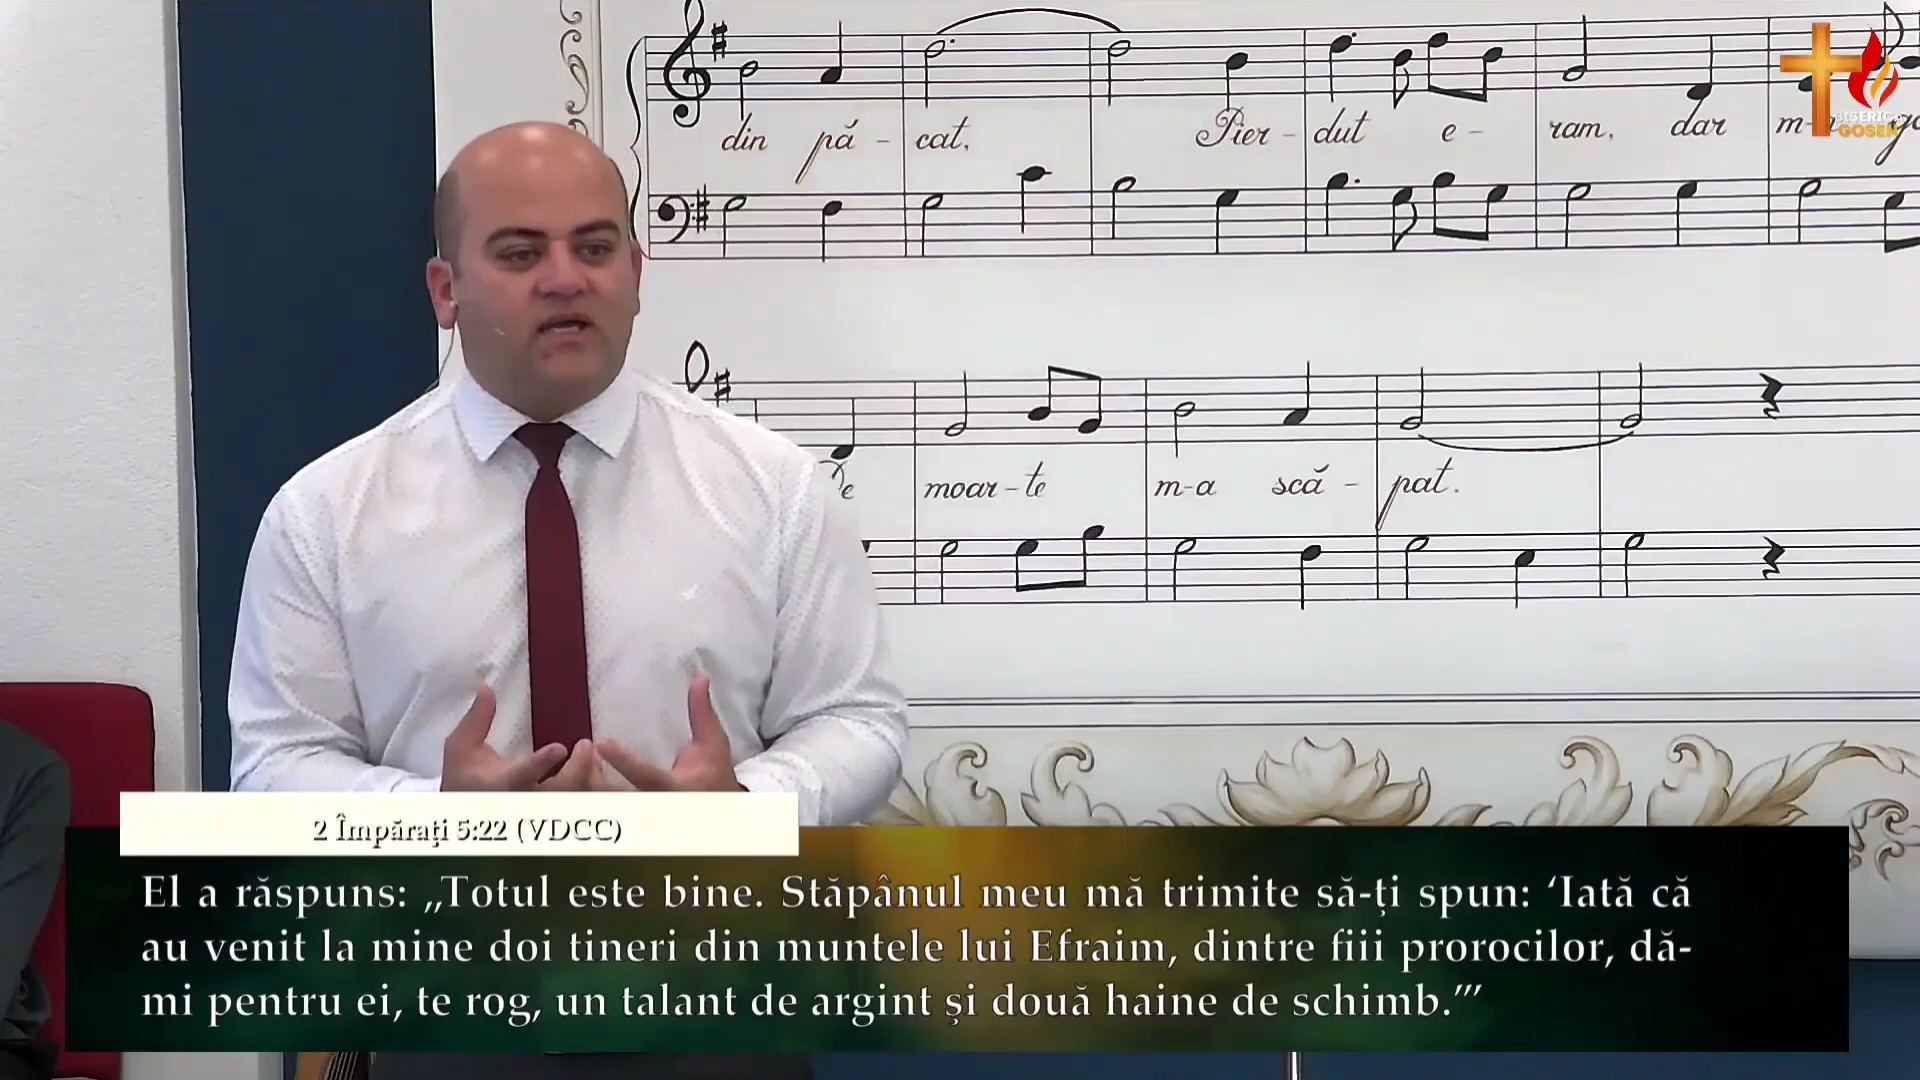 din pă - cat. Pier - dut e - ram, dar m-a
BISERICA
GOSEN
moar - te m-a scă - pat.
2 Împărați 5:22 (VDCC)
El a răspuns: „Totul este bine. Stăpânul meu mă trimite să-ți spun: ‘Iată că
au venit la mine doi tineri din muntele lui Efraim, dintre fiii prorocilor, dă-
mi pentru ei, te rog, un talant de argint și două haine de schimb.’”